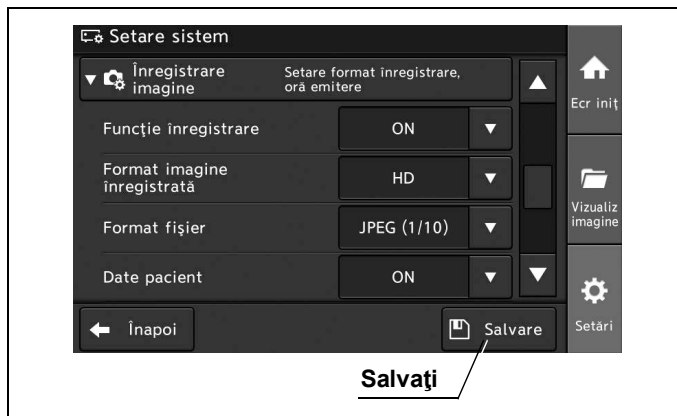 Setare sistem
Înregistrare
imagine
Setare format înregistrare,
oră emitere
Ecr iniţ
Funcţie înregistrare
ON
Format imagine
înregistrată
HD
Vizualiz
imagine
Format fişier
JPEG (1/10)
Date pacient
ON
Înapoi
Salvare
Setări
Salvaţi